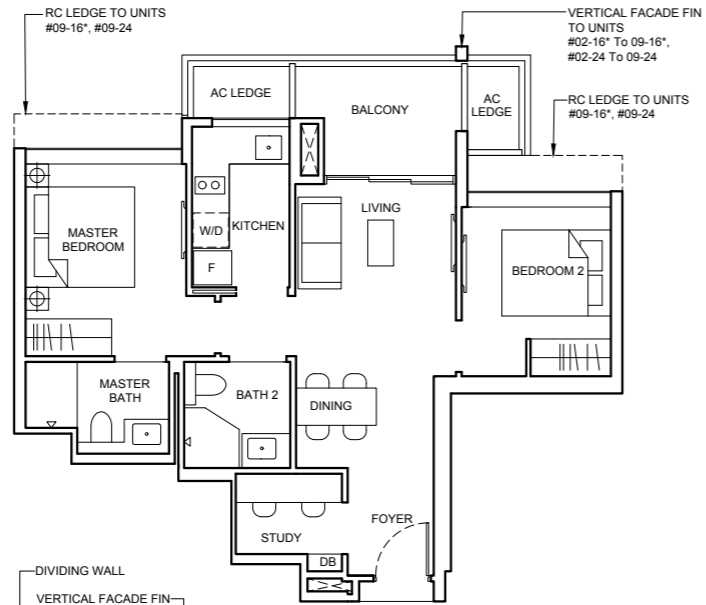 RC LEDGE TO UNITS
#09-16*, #09-24
VERTICAL FACADE FIN
TO UNITS
#02-16* To 09-16*,
#02-24 To 09-24
AC LEDGE
BALCONY
AC
LEDGE
RC LEDGE TO UNITS
#09-16*, #09-24
MASTER
BEDROOM
W/D
KITCHEN
F
LIVING
BEDROOM 2
MASTER
BATH
BATH 2
DINING
STUDY
FOYER
DB
DIVIDING WALL
VERTICAL FACADE FIN